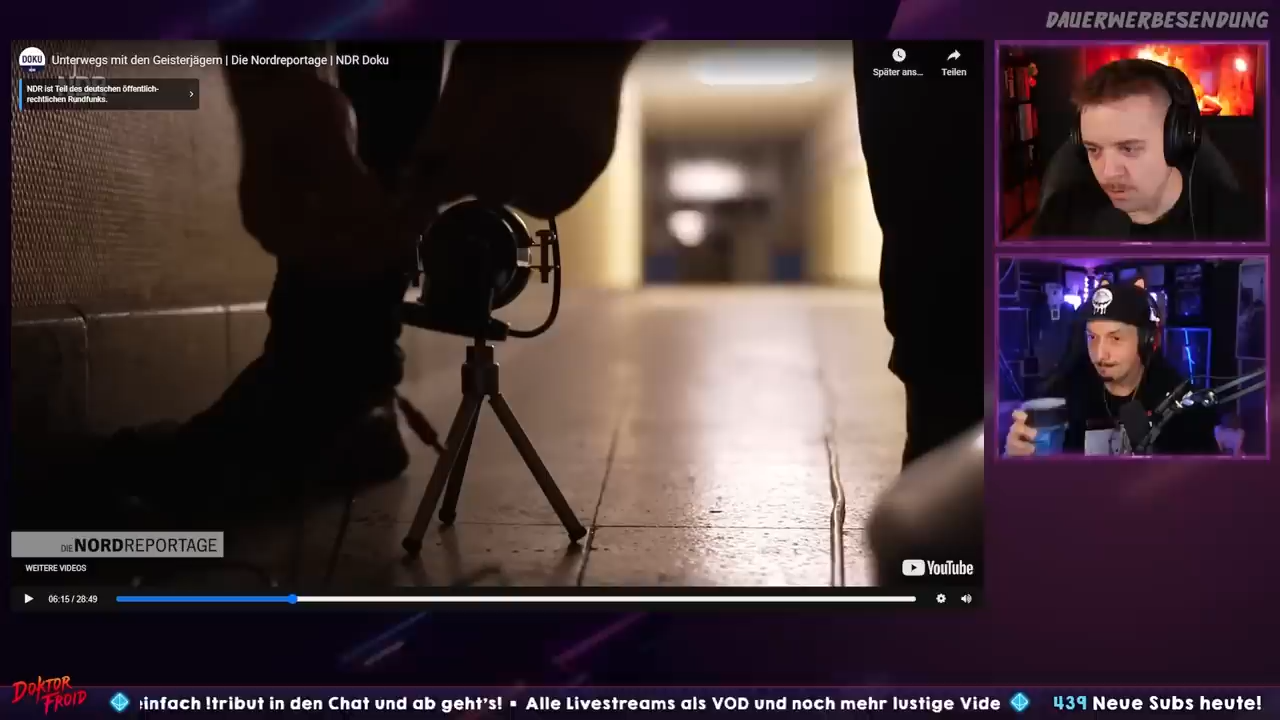 DAUERWERBESENDUNG
DOKU
Unterwegs mit den Geisterjägern | Die Nordreportage | NDR Doku
Später ans...
Teilen
NDR
NDR ist Teil des deutschen öffentlich-
rechtlichen Rundfunks.
DIE NORDREPORTAGE
WEITERE VIDEOS
YouTube
06:15 / 28:49
DOKTOR
FROID
einfach !tribut in den Chat und ab geht's! ▪ Alle Livestreams als VOD und noch mehr lustige Vide
439 Neue Subs heute!